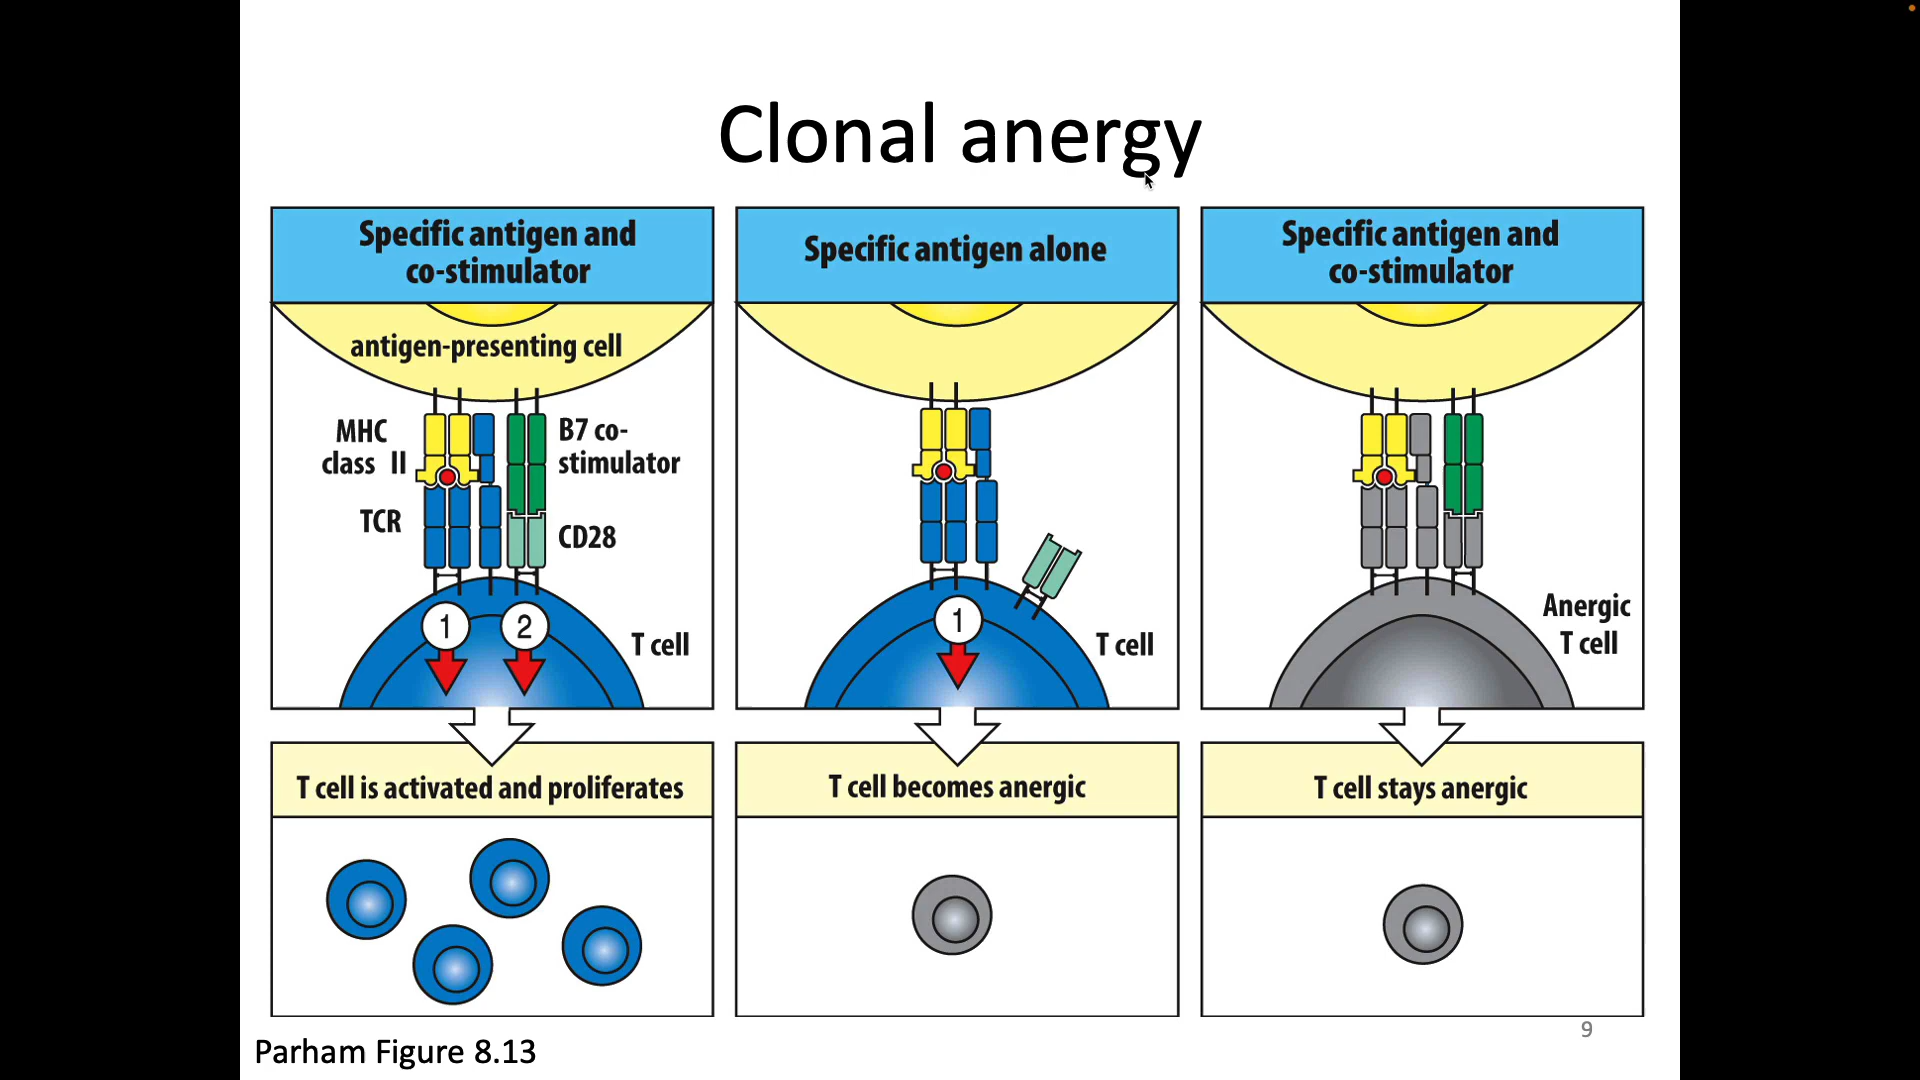 Clonal anergy
Specific antigen and
co-stimulator
antigen-presenting cell
MHC
class II
B7 co-
stimulator
TCR
CD28
1
2
T cell
T cell is activated and proliferates
Specific antigen alone
1
T cell
T cell becomes anergic
Specific antigen and
co-stimulator
Anergic
T cell
T cell stays anergic
9
Parham Figure 8.13